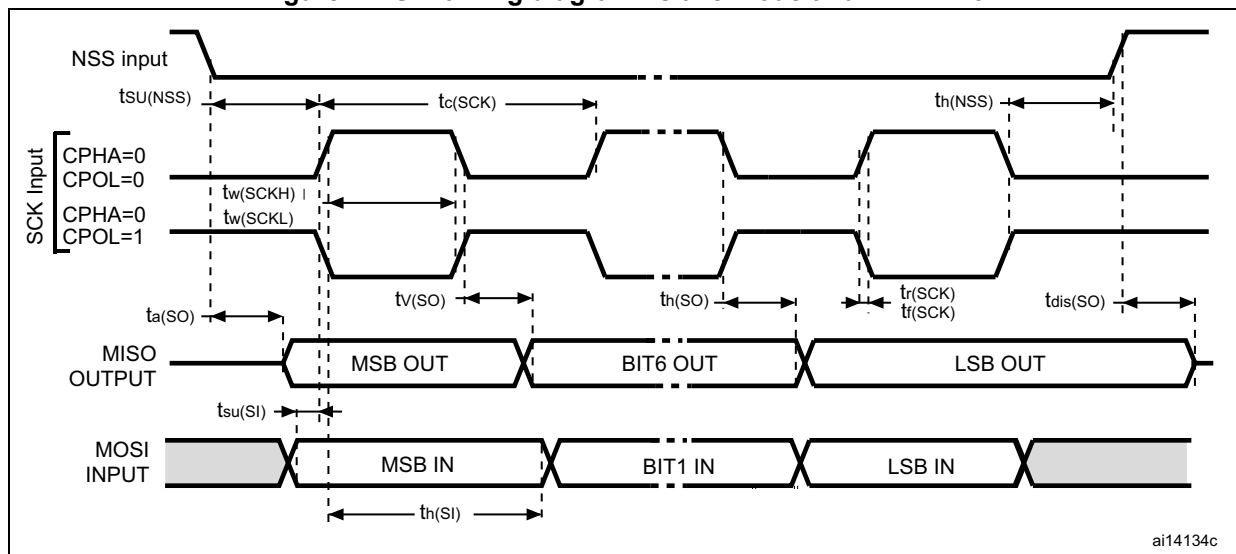 NSS input
tSU(NSS)
tc(SCK)
th(NSS)
SCK Input
CPHA=0
CPOL=0
tw(SCKH)
CPHA=0
CPOL=1
tw(SCKL)
tV(SO)
th(SO)
tr(SCK)
tf(SCK)
ta(SO)
tdis(SO)
MISO
OUTPUT
MSB OUT
BIT6 OUT
LSB OUT
tsu(SI)
MOSI
INPUT
MSB IN
BIT1 IN
LSB IN
th(SI)
ai14134c